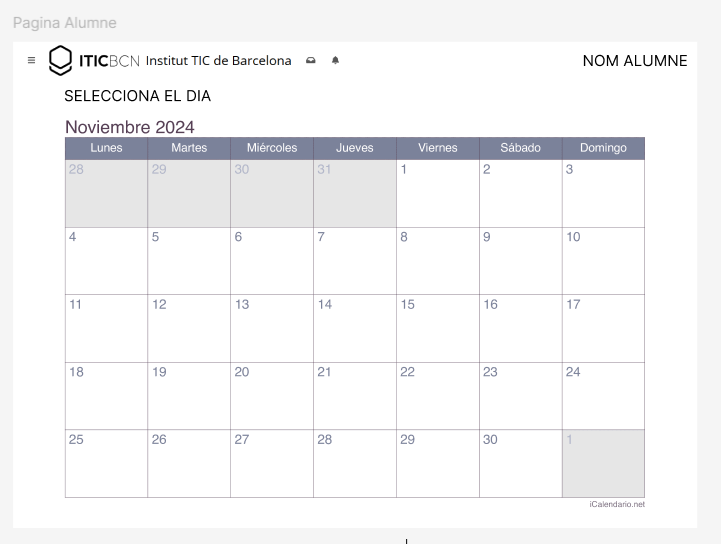 Pagina Alumne
ITICBCN Institut TIC de Barcelona
NOM ALUMNE
SELECCIONA EL DIA
Noviembre 2024
Lunes Martes Miércoles Jueves Viernes Sábado Domingo
28 29 30 31 1 2 3
4 5 6 7 8 9 10
11 12 13 14 15 16 17
18 19 20 21 22 23 24
25 26 27 28 29 30 1
iCalendario.net